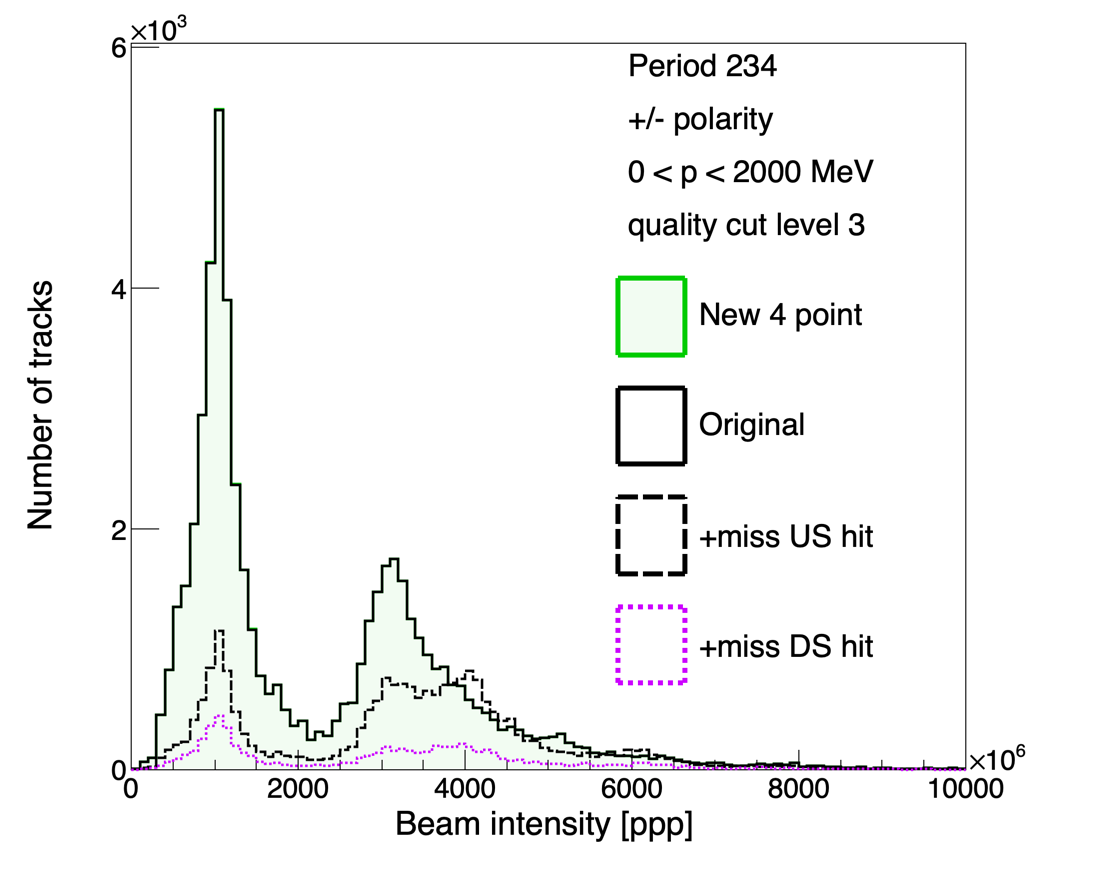 ×10³
6
4
2
0
Number of tracks
Period 234
+/- polarity
0 < p < 2000 MeV
quality cut level 3
New 4 point
Original
+miss US hit
+miss DS hit
0 2000 4000 6000 8000 10000
×10⁶
Beam intensity [ppp]